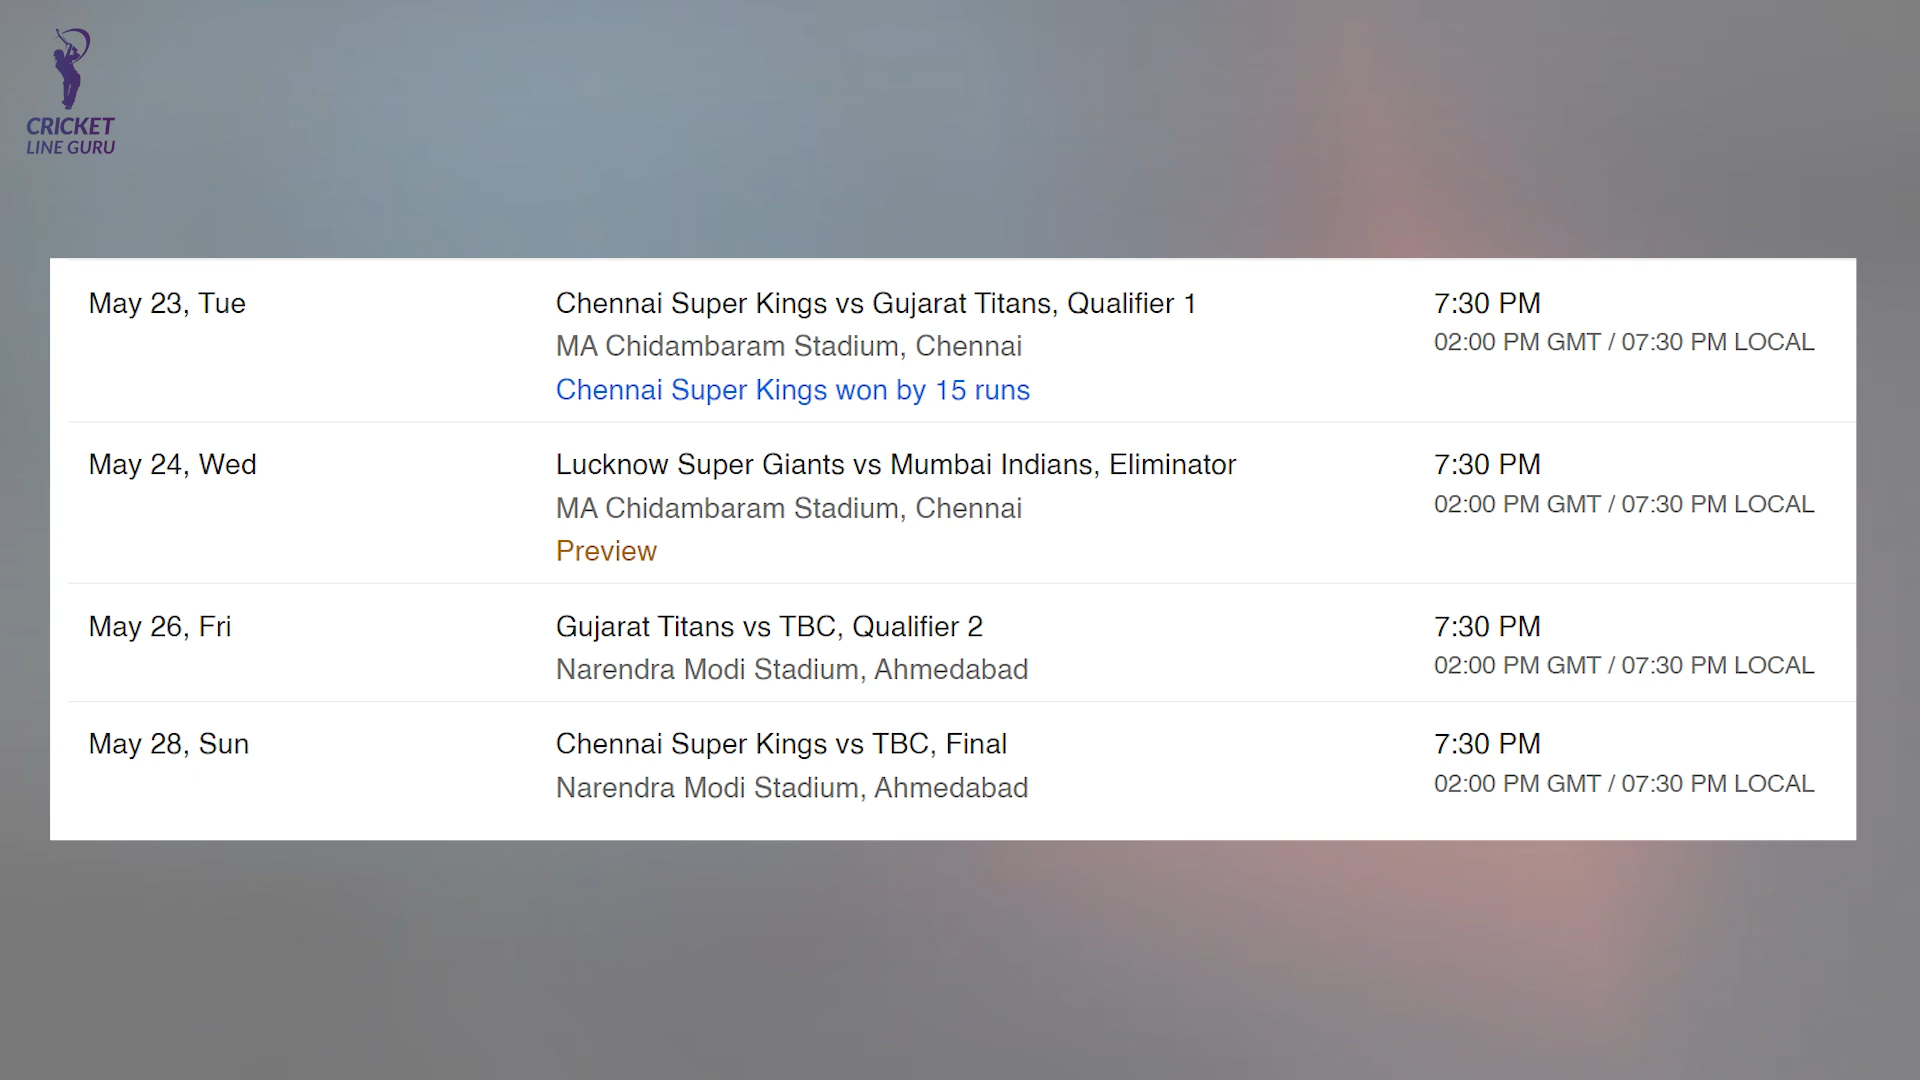 CRICKET
LINE GURU
May 23, Tue
Chennai Super Kings vs Gujarat Titans, Qualifier 1
MA Chidambaram Stadium, Chennai
Chennai Super Kings won by 15 runs
7:30 PM
02:00 PM GMT / 07:30 PM LOCAL
May 24, Wed
Lucknow Super Giants vs Mumbai Indians, Eliminator
MA Chidambaram Stadium, Chennai
Preview
7:30 PM
02:00 PM GMT / 07:30 PM LOCAL
May 26, Fri
Gujarat Titans vs TBC, Qualifier 2
Narendra Modi Stadium, Ahmedabad
7:30 PM
02:00 PM GMT / 07:30 PM LOCAL
May 28, Sun
Chennai Super Kings vs TBC, Final
Narendra Modi Stadium, Ahmedabad
7:30 PM
02:00 PM GMT / 07:30 PM LOCAL